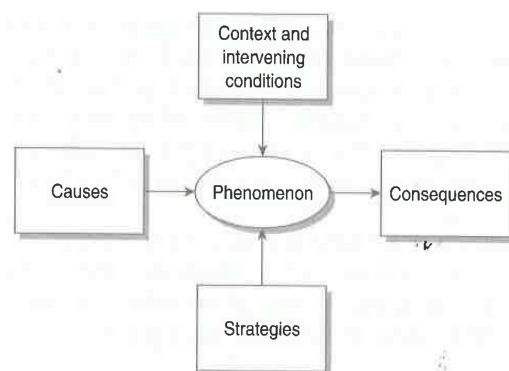 Context and
intervening
conditions
Causes
Phenomenon
Consequences
Strategies